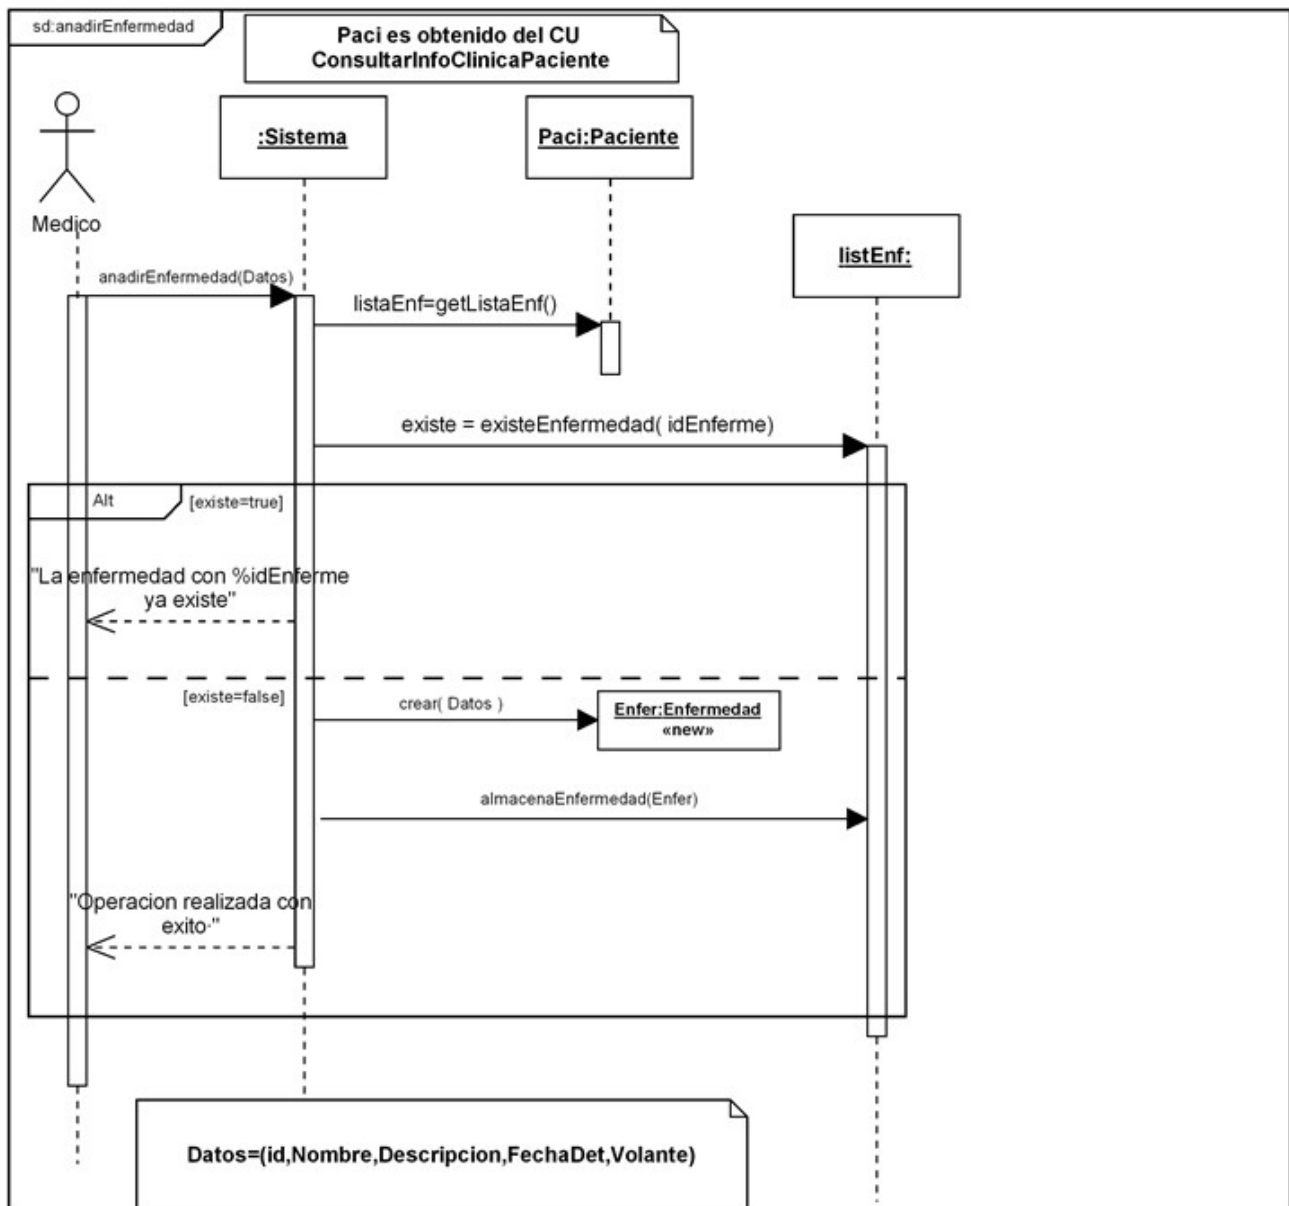 sd:anadirEnfermedad
Paci es obtenido del CU
ConsultarInfoClinicaPaciente
:Sistema
Paci:Paciente
Medico
listEnf:
anadirEnfermedad(Datos)
listaEnf=getListaEnf()
existe = existeEnfermedad( idEnferme)
Alt
[existe=true]
"La enfermedad con %idEnferme
ya existe"
[existe=false]
crear( Datos )
Enfer:Enfermedad
«new»
almacenaEnfermedad(Enfer)
"Operacion realizada con
exito·"
Datos=(id,Nombre,Descripcion,FechaDet,Volante)